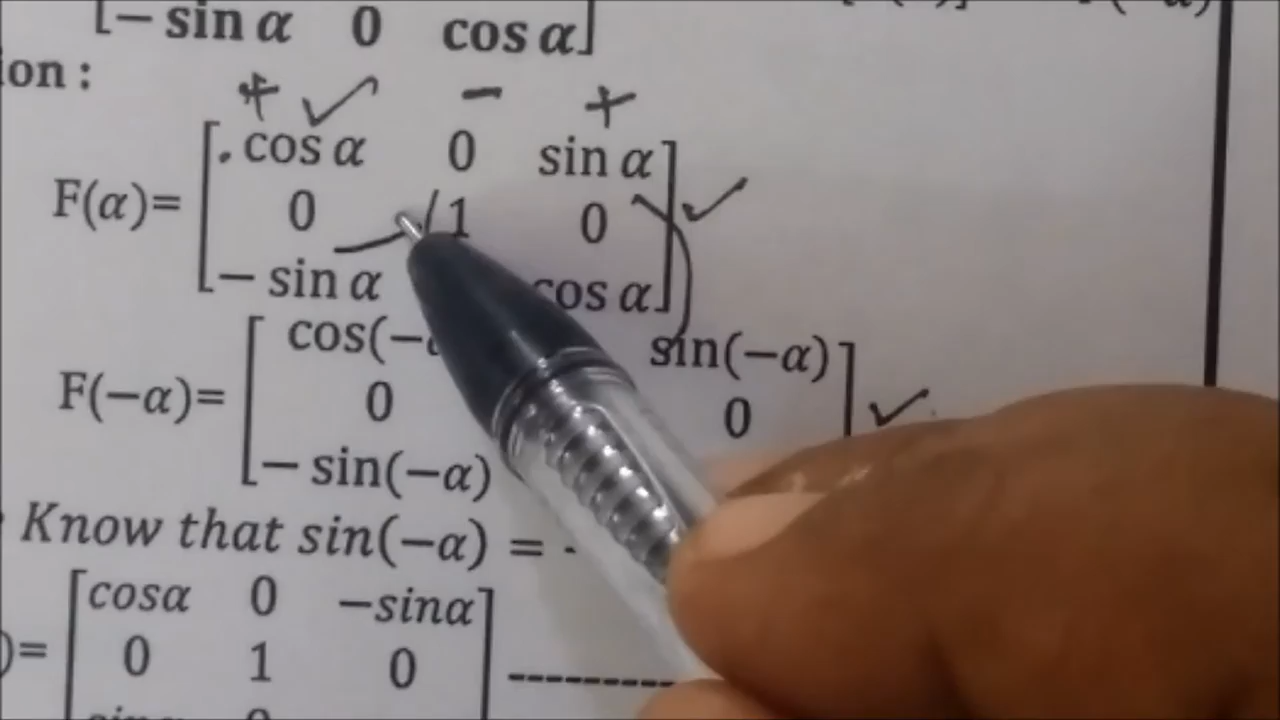 [− sin α 0 cos α]
ion :
+ ✓ − +
cos α 0 sin α
F(α)= 0 1 0 ✓
− sin α cos α
cos(− sin(−α)
F(−α)= 0 0 ✓
− sin(−α)
Know that sin(−α) = -
cosα 0 −sinα
)= 0 1 0 ----------